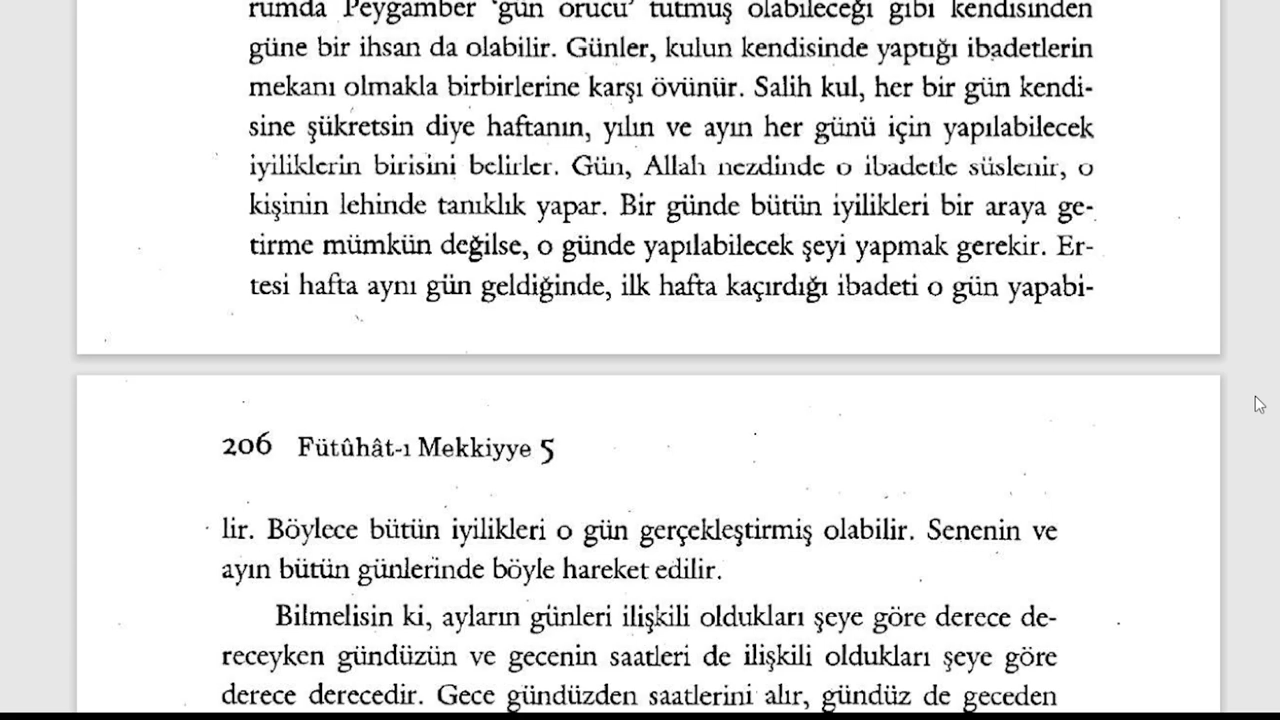 rumda Peygamber 'gün orucu' tutmuş olabileceği gibi kendisinden
güne bir ihsan da olabilir. Günler, kulun kendisinde yaptığı ibadetlerin
mekanı olmakla birbirlerine karşı övünür. Salih kul, her bir gün kendi-
sine şükretsin diye haftanın, yılın ve ayın her günü için yapılabilecek
iyiliklerin birisini belirler. Gün, Allah nezdinde o ibadetle süslenir, o
kişinin lehinde tanıklık yapar. Bir günde bütün iyilikleri bir araya ge-
tirme mümkün değilse, o günde yapılabilecek şeyi yapmak gerekir. Er-
tesi hafta aynı gün geldiğinde, ilk hafta kaçırdığı ibadeti o gün yapabi-
206 Fütûhât-ı Mekkiyye 5
lir. Böylece bütün iyilikleri o gün gerçekleştirmiş olabilir. Senenin ve
ayın bütün günlerinde böyle hareket edilir.
Bilmelisin ki, ayların günleri ilişkili oldukları şeye göre derece de-
receyken gündüzün ve gecenin saatleri de ilişkili oldukları şeye göre
derece derecedir. Gece gündüzden saatlerini alır, gündüz de geceden